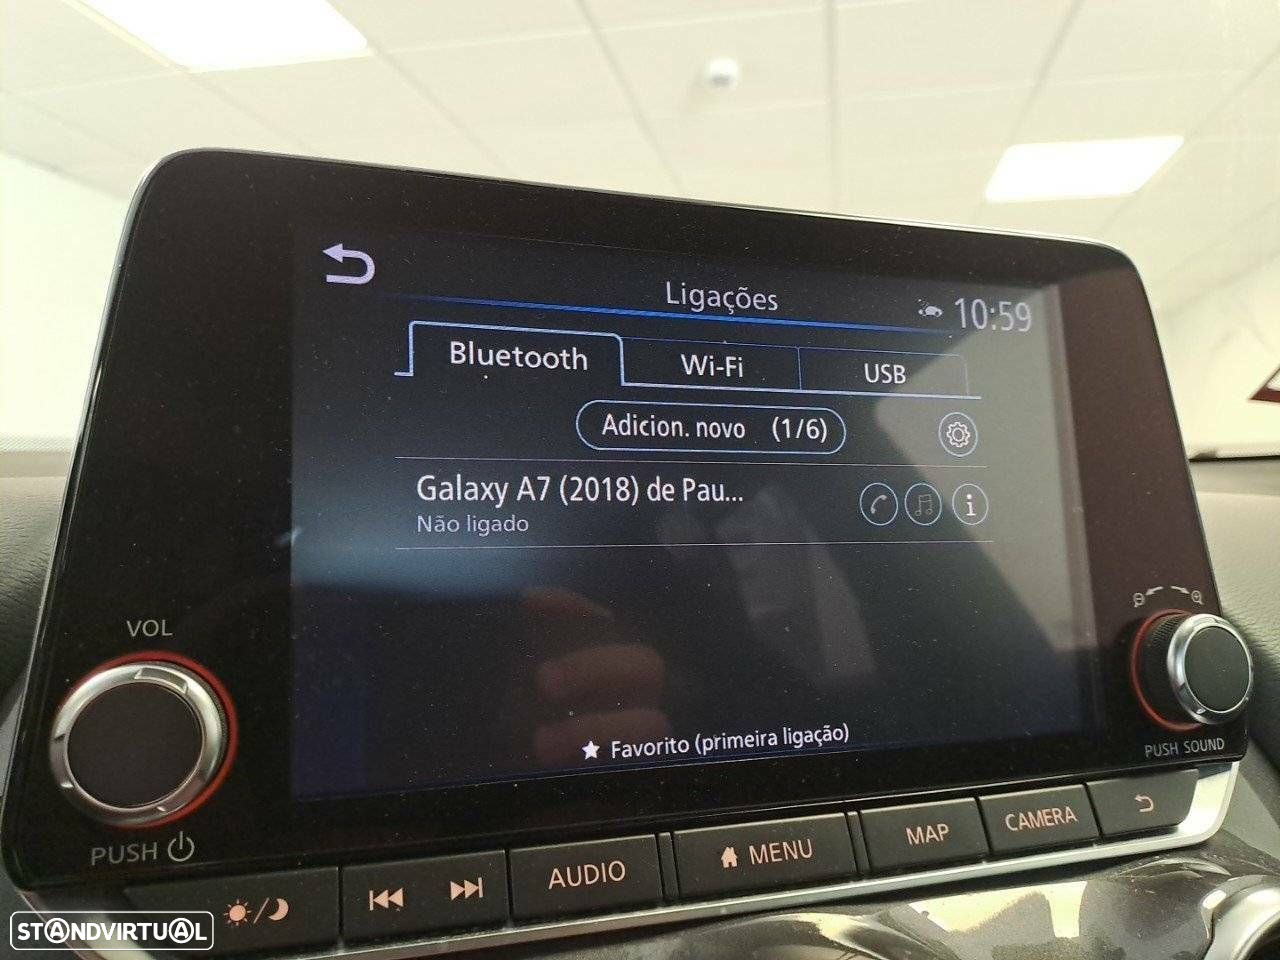 Ligações
10:59
Bluetooth
Wi-Fi
USB
Adicion. novo (1/6)
Galaxy A7 (2018) de Pau...
Não ligado
Favorito (primeira ligação)
VOL
PUSH
PUSH SOUND
AUDIO
MENU
MAP
CAMERA
STANDVIRTUAL